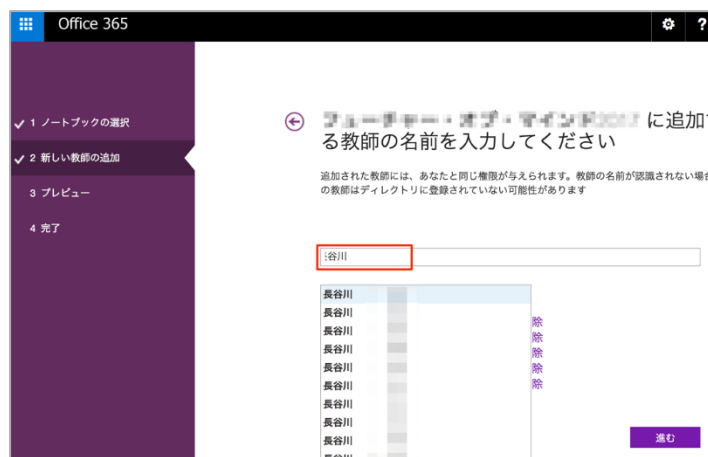 Office 365
?
✓ 1 ノートブックの選択
✓ 2 新しい教師の追加
3 プレビュー
4 完了
に追加す
る教師の名前を入力してください
追加された教師には、あなたと同じ権限が与えられます。教師の名前が認識されない場合
の教師はディレクトリに登録されていない可能性があります
谷川
長谷川
長谷川
長谷川
除
長谷川
除
長谷川
除
長谷川
除
長谷川
除
長谷川
長谷川
進む